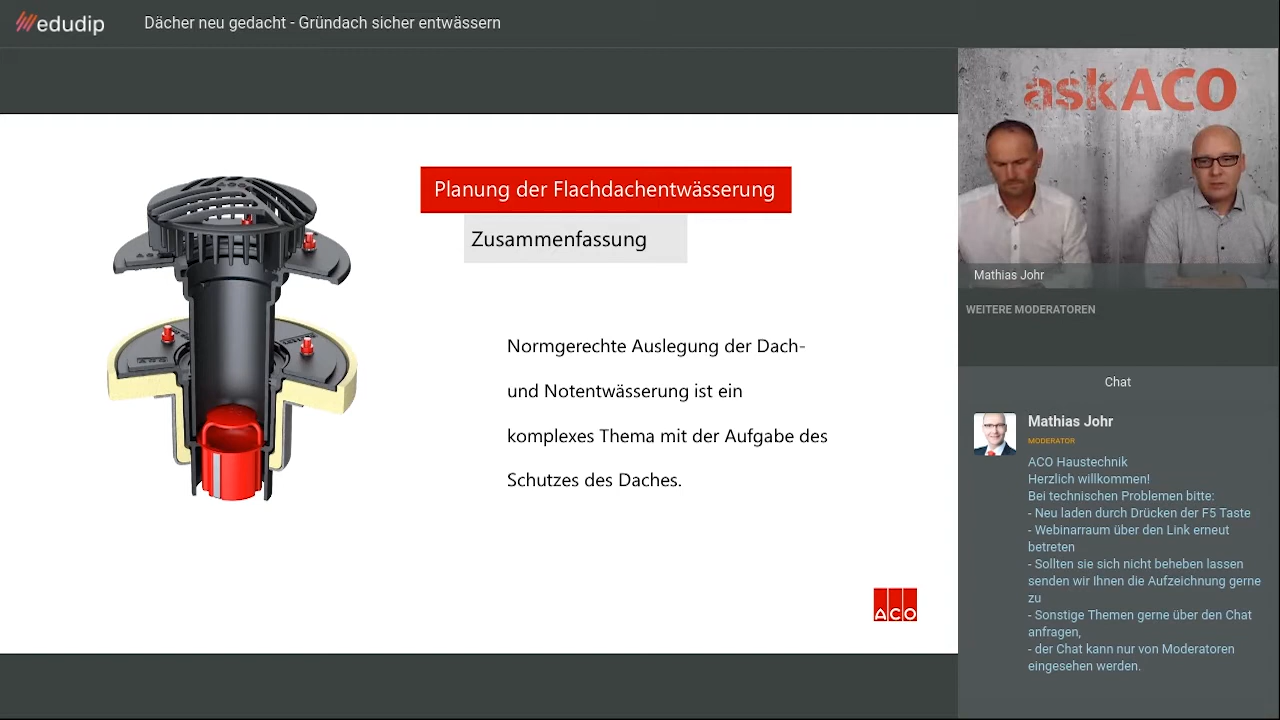 edudip
Dächer neu gedacht - Gründach sicher entwässern
askACO
Planung der Flachdachentwässerung
Zusammenfassung
Normgerechte Auslegung der Dach-
und Notentwässerung ist ein
komplexes Thema mit der Aufgabe des
Schutzes des Daches.
ACO
Mathias Johr
WEITERE MODERATOREN
Chat
Mathias Johr
MODERATOR
ACO Haustechnik
Herzlich willkommen!
Bei technischen Problemen bitte:
- Neu laden durch Drücken der F5 Taste
- Webinarraum über den Link erneut
betreten
- Sollten sie sich nicht beheben lassen
senden wir Ihnen die Aufzeichnung gerne
zu
- Sonstige Themen gerne über den Chat
anfragen,
- der Chat kann nur von Moderatoren
eingesehen werden.